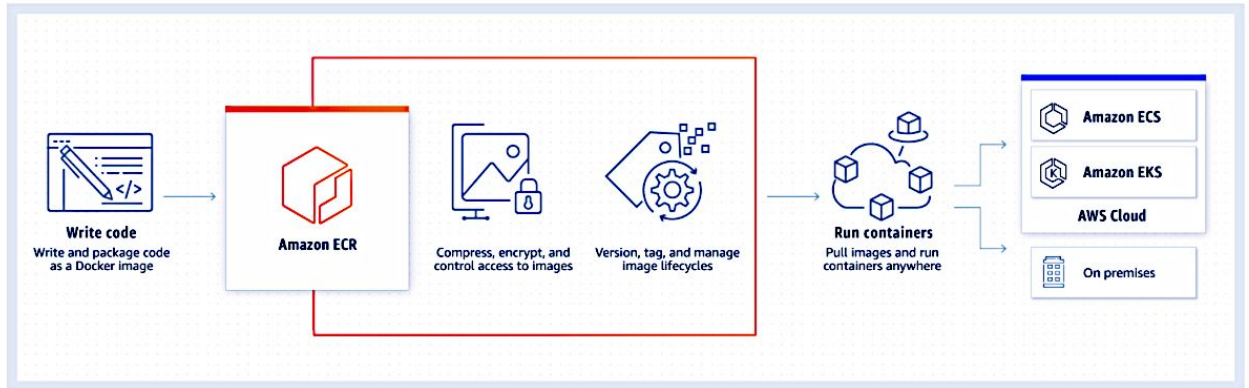 </>
Write code
Write and package code
as a Docker image
Amazon ECR
Compress, encrypt, and
control access to images
Version, tag, and manage
image lifecycles
Run containers
Pull images and run
containers anywhere
Amazon ECS
K
Amazon EKS
AWS Cloud
On premises